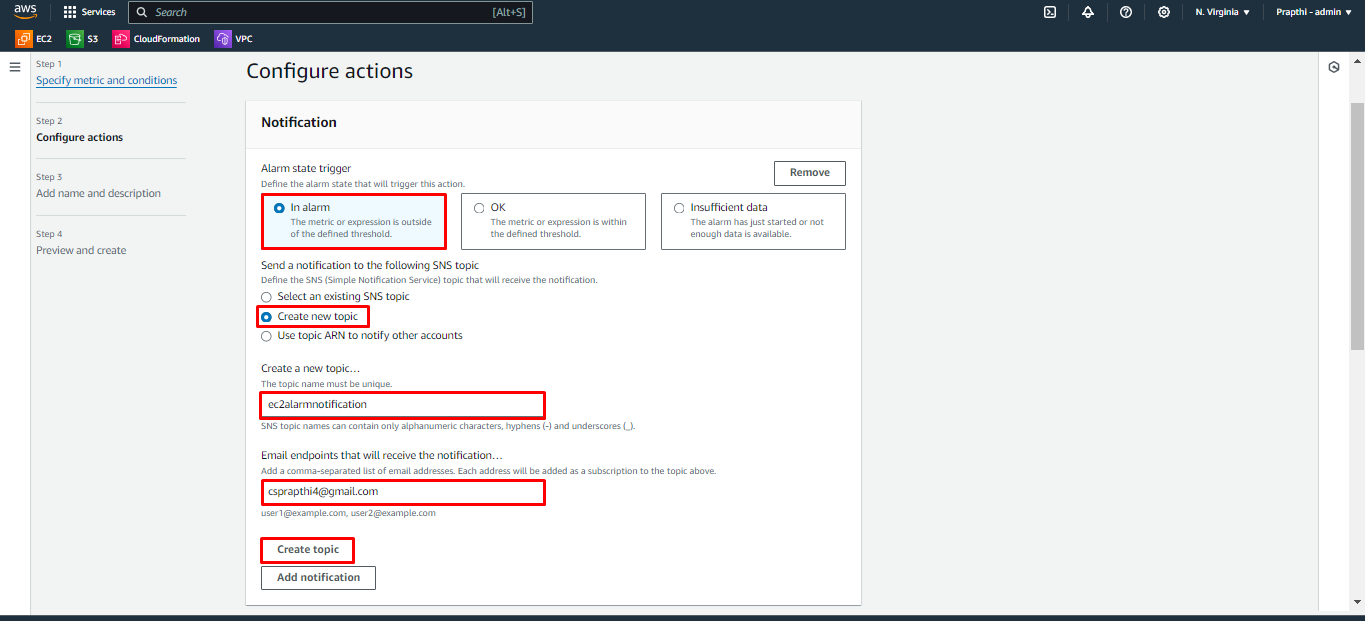 aws
Services
Search
[Alt+S]
N. Virginia
Prapthi - admin
EC2
S3
CloudFormation
VPC
Step 1
Specify metric and conditions
Step 2
Configure actions
Step 3
Add name and description
Step 4
Preview and create
Configure actions
Notification
Alarm state trigger
Define the alarm state that will trigger this action.
Remove
In alarm
The metric or expression is outside
of the defined threshold.
OK
The metric or expression is within
the defined threshold.
Insufficient data
The alarm has just started or not
enough data is available.
Send a notification to the following SNS topic
Define the SNS (Simple Notification Service) topic that will receive the notification.
Select an existing SNS topic
Create new topic
Use topic ARN to notify other accounts
Create a new topic…
The topic name must be unique.
ec2alarmnotification
SNS topic names can contain only alphanumeric characters, hyphens (-) and underscores (_).
Email endpoints that will receive the notification…
Add a comma-separated list of email addresses. Each address will be added as a subscription to the topic above.
csprapthi4@gmail.com
user1@example.com, user2@example.com
Create topic
Add notification